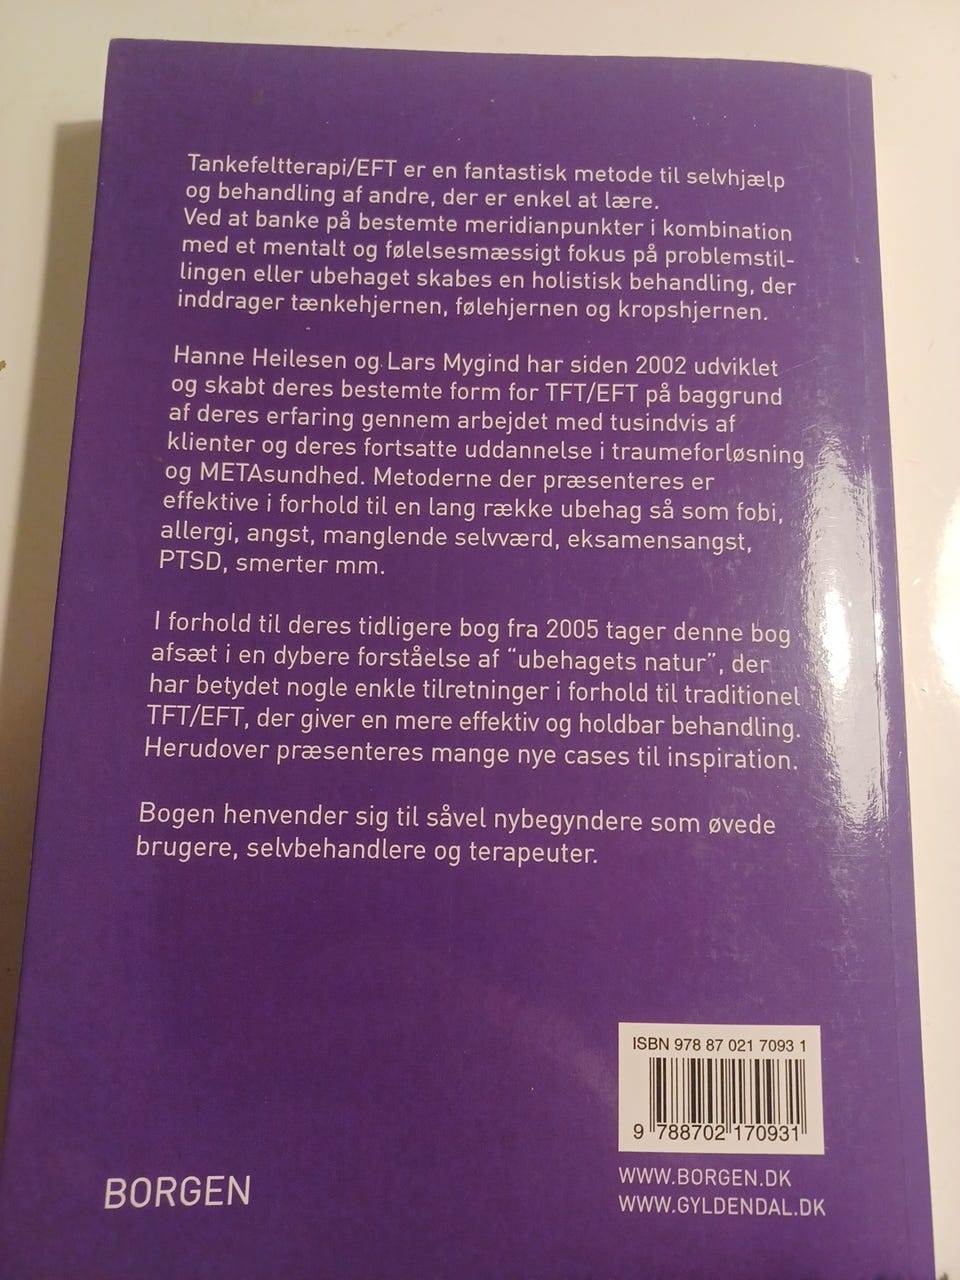 Tankefeltterapi/EFT er en fantastisk metode til selvhjælp
og behandling af andre, der er enkel at lære.
Ved at banke på bestemte meridianpunkter i kombination
med et mentalt og følelsesmæssigt fokus på problemstil-
lingen eller ubehaget skabes en holistisk behandling, der
inddrager tænkehjernen, følehjernen og kropshjernen.
Hanne Heilesen og Lars Mygind har siden 2002 udviklet
og skabt deres bestemte form for TFT/EFT på baggrund
af deres erfaring gennem arbejdet med tusindvis af
klienter og deres fortsatte uddannelse i traumeforløsning
og METAsundhed. Metoderne der præsenteres er
effektive i forhold til en lang række ubehag så som fobi,
allergi, angst, manglende selvværd, eksamensangst,
PTSD, smerter mm.
I forhold til deres tidligere bog fra 2005 tager denne bog
afsæt i en dybere forståelse af “ubehagets natur”, der
har betydet nogle enkle tilretninger i forhold til traditionel
TFT/EFT, der giver en mere effektiv og holdbar behandling.
Herudover præsenteres mange nye cases til inspiration.
Bogen henvender sig til såvel nybegyndere som øvede
brugere, selvbehandlere og terapeuter.
ISBN 978 87 021 7093 1
9 788702 170931
BORGEN
WWW.BORGEN.DK
WWW.GYLDENDAL.DK